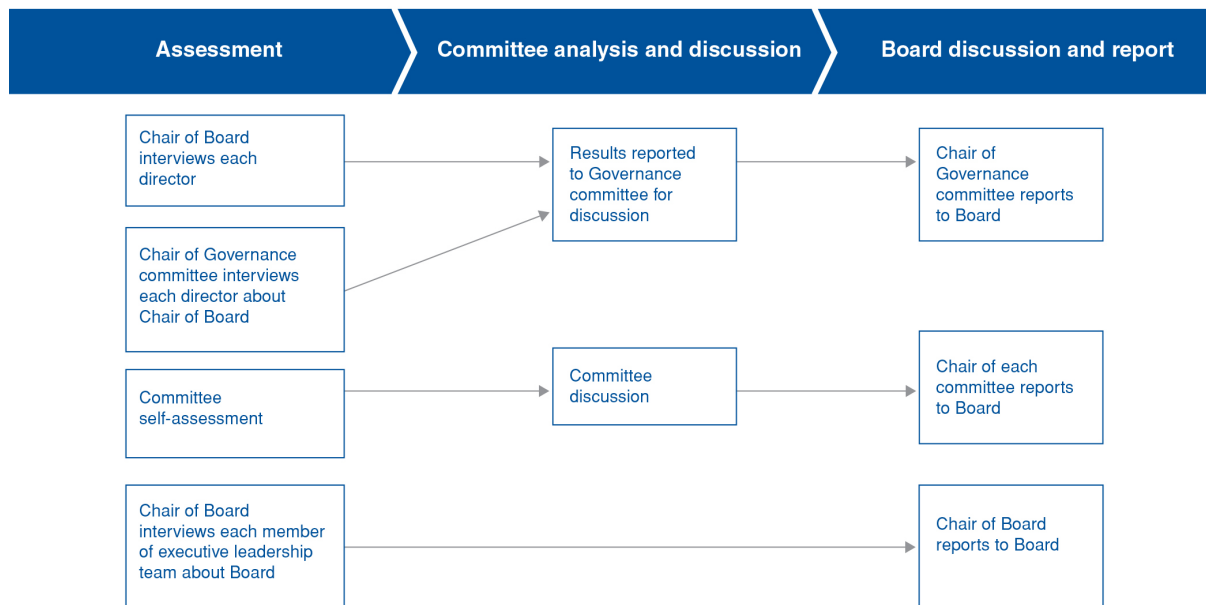 Assessment
Committee analysis and discussion
Board discussion and report
Chair of Board
interviews each
director
Results reported
to Governance
committee for
discussion
Chair of
Governance
committee reports
to Board
Chair of Governance
committee interviews
each director about
Chair of Board
Committee
self-assessment
Committee
discussion
Chair of each
committee reports
to Board
Chair of Board
interviews each member
of executive leadership
team about Board
Chair of Board
reports to Board